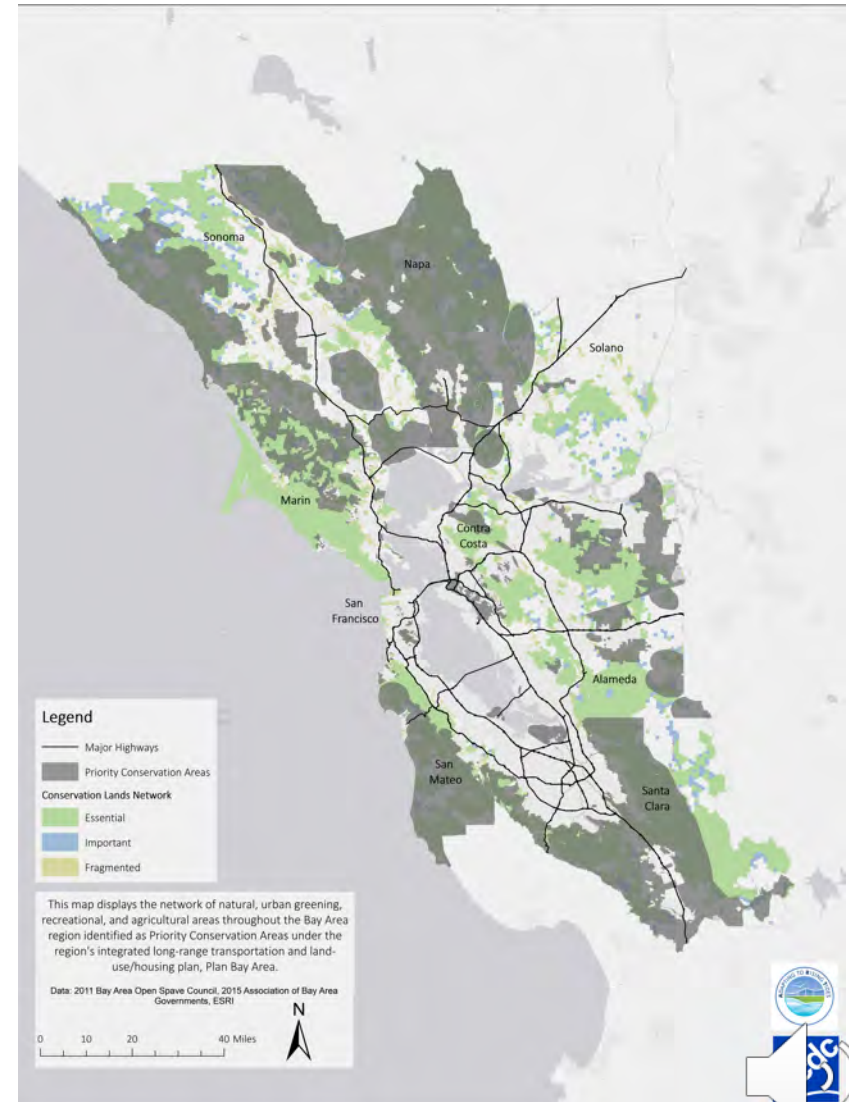 Sonoma
Napa
Solano
Marin
Contra
Costa
San
Francisco
Alameda
San
Mateo
Santa
Clara
Legend
Major Highways
Priority Conservation Areas
Conservation Lands Network
Essential
Important
Fragmented
This map displays the network of natural, urban greening,
recreational, and agricultural areas throughout the Bay Area
region identified as Priority Conservation Areas under the
region's integrated long-range transportation and land-
use/housing plan, Plan Bay Area.
Data: 2011 Bay Area Open Spave Council, 2015 Association of Bay Area
Governments, ESRI
N
0 10 20 40 Miles
ADAPTING TO RISING TIDES